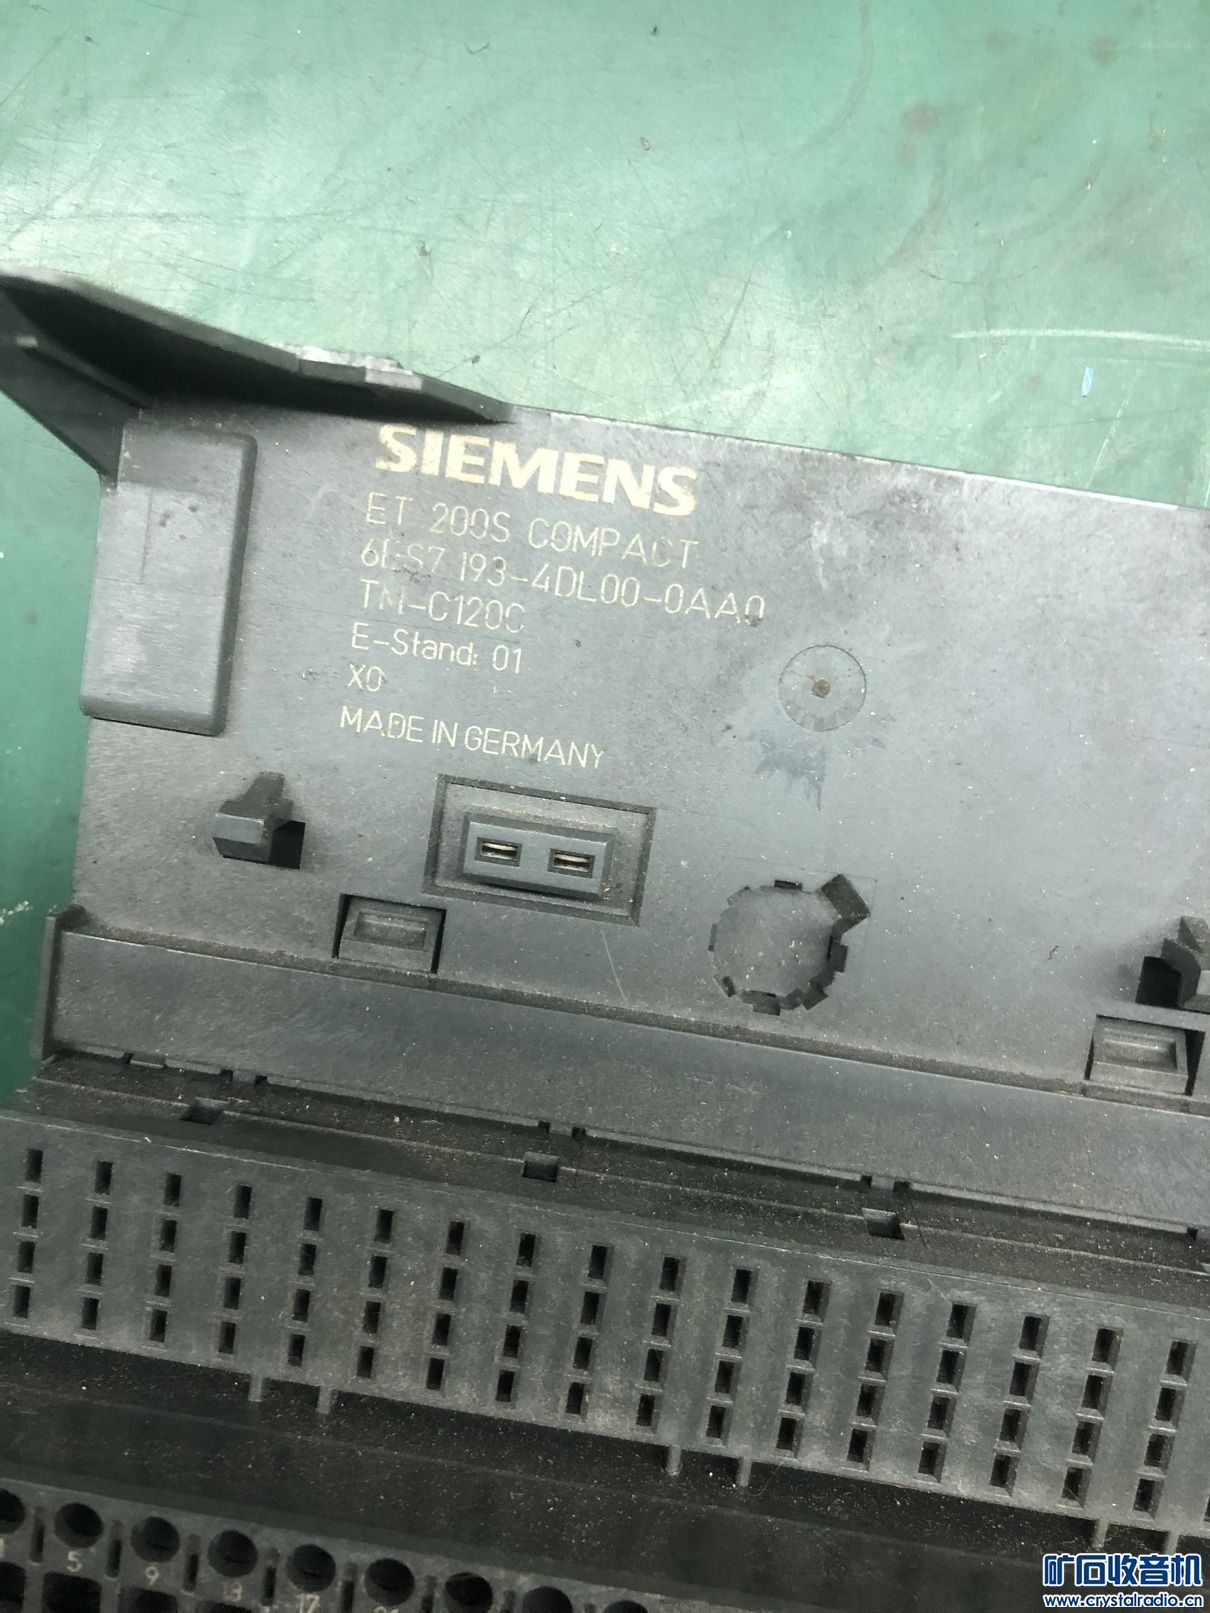 SIEMENS
ET 200S COMPACT
6ES7 193-4DL00-0AA0
TM-C120C
E-Stand: 01
X0
MADE IN GERMANY
5
9
13
17
矿石收音机
www.crystalradio.cn